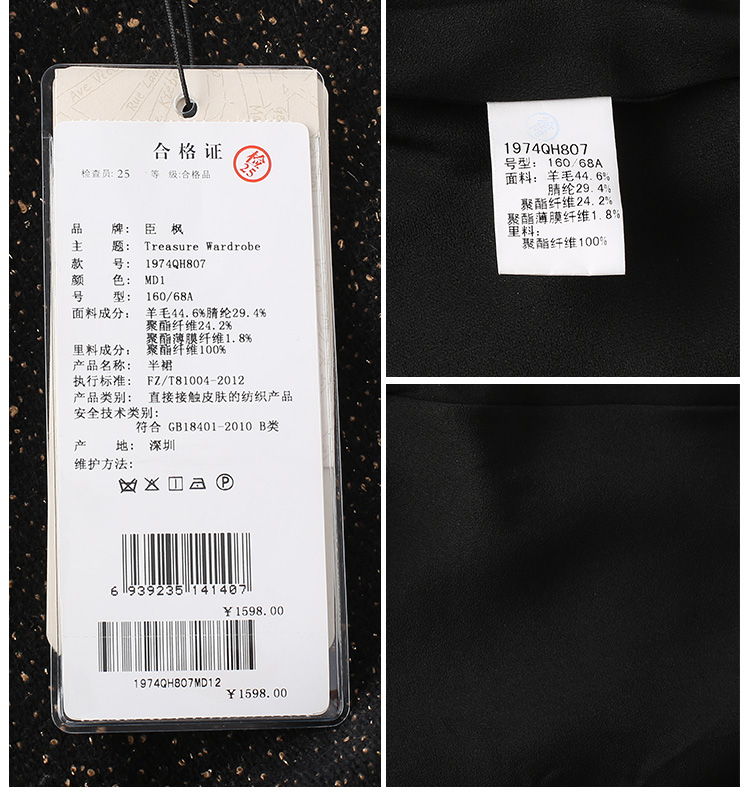 Ave Ve
Rue La
合格证
检
25
检查员: 25 等 级:合格品
品 牌: 臣 枫
主 题: Treasure Wardrobe
款 号: 1974QH807
颜 色: MD1
号 型: 160/68A
面料成分: 羊毛44.6%腈纶29.4%
聚酯纤维24.2%
聚酯薄膜纤维1.8%
里料成分: 聚酯纤维100%
产品名称: 半裙
执行标准: FZ/T81004-2012
产品类别: 直接接触皮肤的纺织产品
安全技术类别:
符合 GB18401-2010 B类
产 地: 深圳
维护方法:
P
6 939235 141407
¥1598.00
1974QH807MD12
¥1598.00
1974QH807
号型: 160/68A
面料: 羊毛44.6%
腈纶29.4%
聚酯纤维24.2%
聚酯薄膜纤维1.8%
里料:
聚酯纤维100%